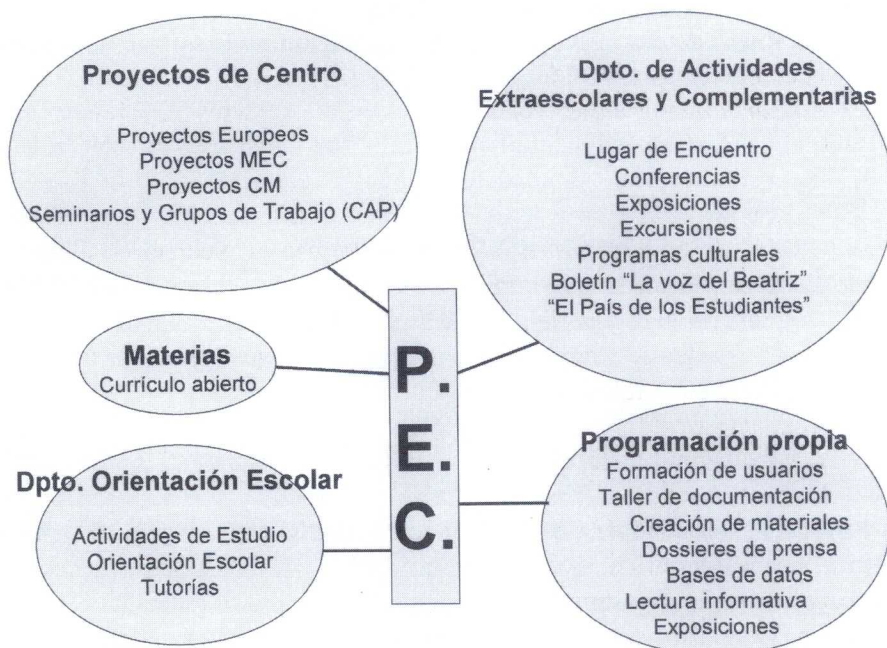 Proyectos de Centro
Proyectos Europeos
Proyectos MEC
Proyectos CM
Seminarios y Grupos de Trabajo (CAP)
Dpto. de Actividades
Extraescolares y Complementarias
Lugar de Encuentro
Conferencias
Exposiciones
Excursiones
Programas culturales
Boletín “La voz del Beatriz”
“El País de los Estudiantes”
Materias
Currículo abierto
P.
E.
C.
Dpto. Orientación Escolar
Actividades de Estudio
Orientación Escolar
Tutorías
Programación propia
Formación de usuarios
Taller de documentación
Creación de materiales
Dossieres de prensa
Bases de datos
Lectura informativa
Exposiciones